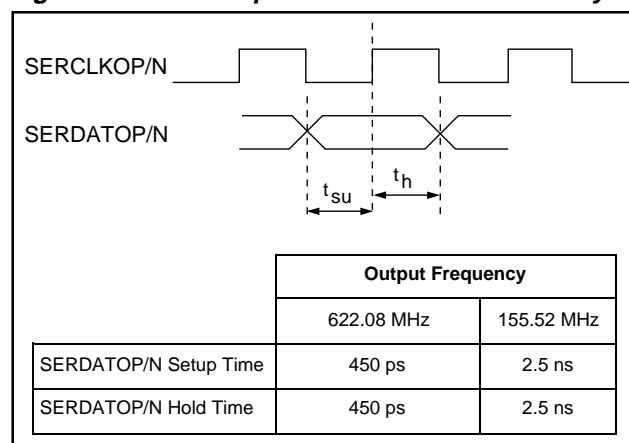 SERCLKOP/N
SERDATOP/N
tsu
th
Output Frequency
622.08 MHz 155.52 MHz
SERDATOP/N Setup Time 450 ps 2.5 ns
SERDATOP/N Hold Time 450 ps 2.5 ns